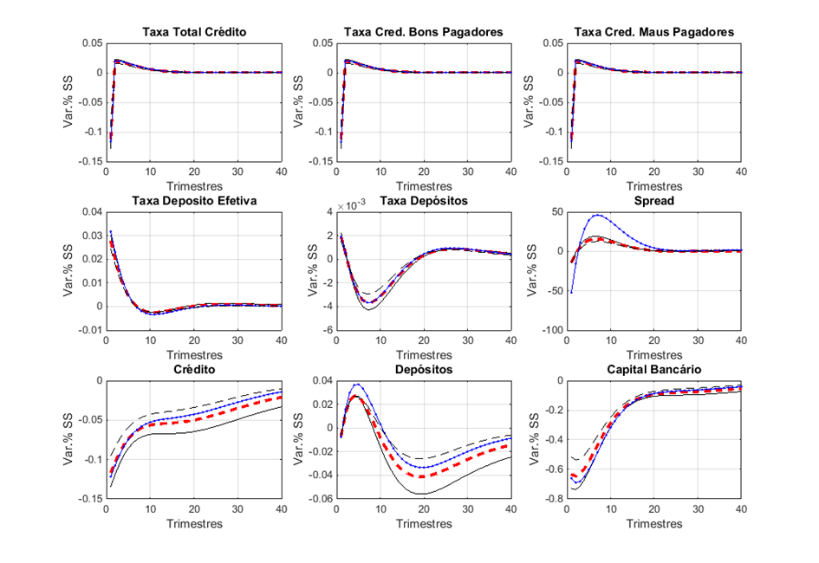 Taxa Total Crédito
Taxa Cred. Bons Pagadores
Taxa Cred. Maus Pagadores
0.05
0
-0.05
-0.1
-0.15
Var.% SS
0 10 20 30 40
Trimestres
0.05
0
-0.05
-0.1
-0.15
Var.% SS
0 10 20 30 40
Trimestres
0.05
0
-0.05
-0.1
-0.15
Var.% SS
0 10 20 30 40
Trimestres
Taxa Deposito Efetiva
Taxa Depósitos
Spread
0.04
0.03
0.02
0.01
0
-0.01
Var.% SS
0 10 20 30 40
Trimestres
× 10⁻³
4
2
0
-2
-4
-6
Var.% SS
0 10 20 30 40
Trimestres
50
0
-50
-100
Var.% SS
0 10 20 30 40
Trimestres
Crédito
Depósitos
Capital Bancário
0
-0.05
-0.1
-0.15
Var.% SS
0 10 20 30 40
Trimestres
0.04
0.02
0
-0.02
-0.04
-0.06
Var.% SS
0 10 20 30 40
Trimestres
0
-0.2
-0.4
-0.6
-0.8
Var.% SS
0 10 20 30 40
Trimestres